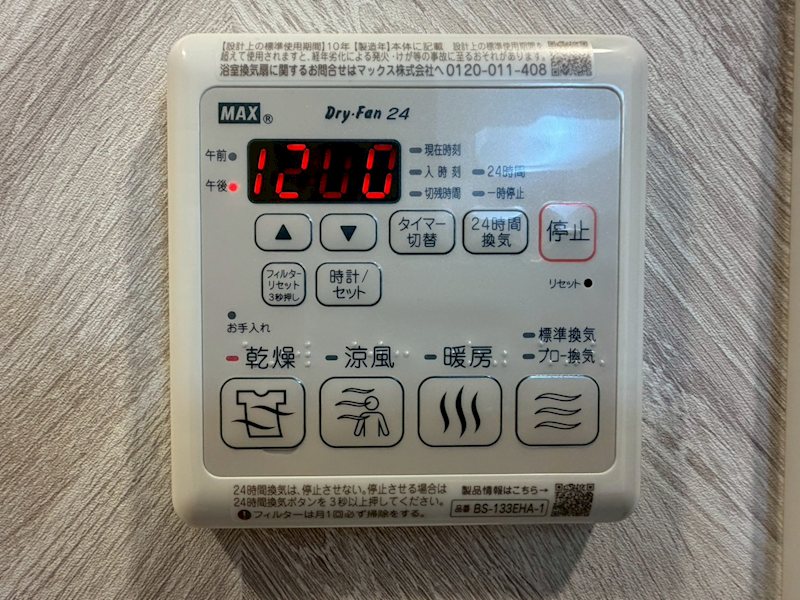 【設計上の標準使用期間】10年【製造年】本体に記載 設計上の標準使用期間を
超えて使用されますと、経年劣化による発火・けが等の事故に至るおそれがあります。
浴室換気扇に関するお問合せはマックス株式会社へ 0120-011-408
MAX® Dry·Fan 24
午前
午後
12 0
現在時刻
入時刻 24時間
切残時間 一時停止
▲ ▼
タイマー
切替
24時間
換気
停止
フィルター
リセット
3秒押し
時計/
セット
リセット
お手入れ
乾燥 涼風 暖房
標準換気
ブロー換気
24時間換気は、停止させない。停止させる場合は
24時間換気ボタンを3秒以上押してください。
フィルターは月1回必ず掃除をする。
製品情報はこちら→
品番 BS-133EHA-1